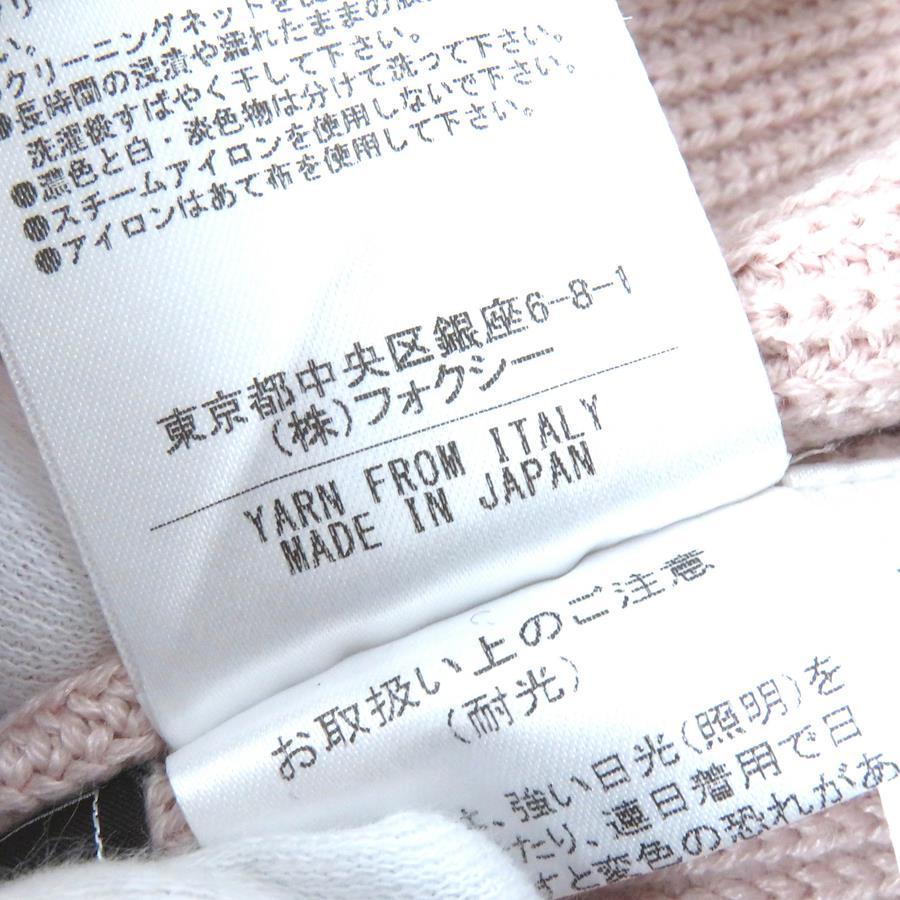 い。
クリーニングネットを使
●長時間の浸漬や濡れたままの放
洗濯後すばやく干して下さい。
●濃色と白・淡色物は分けて洗って下さい。
●スチームアイロンを使用しないで下さい。
●アイロンはあて布を使用して下さい。
東京都中央区銀座6-8-1
(株)フォクシー
YARN FROM ITALY
MADE IN JAPAN
お取扱い上のご注意
(耐光)
、強い日光(照明)を
たり、連日着用で日
すと変色の恐れがあ